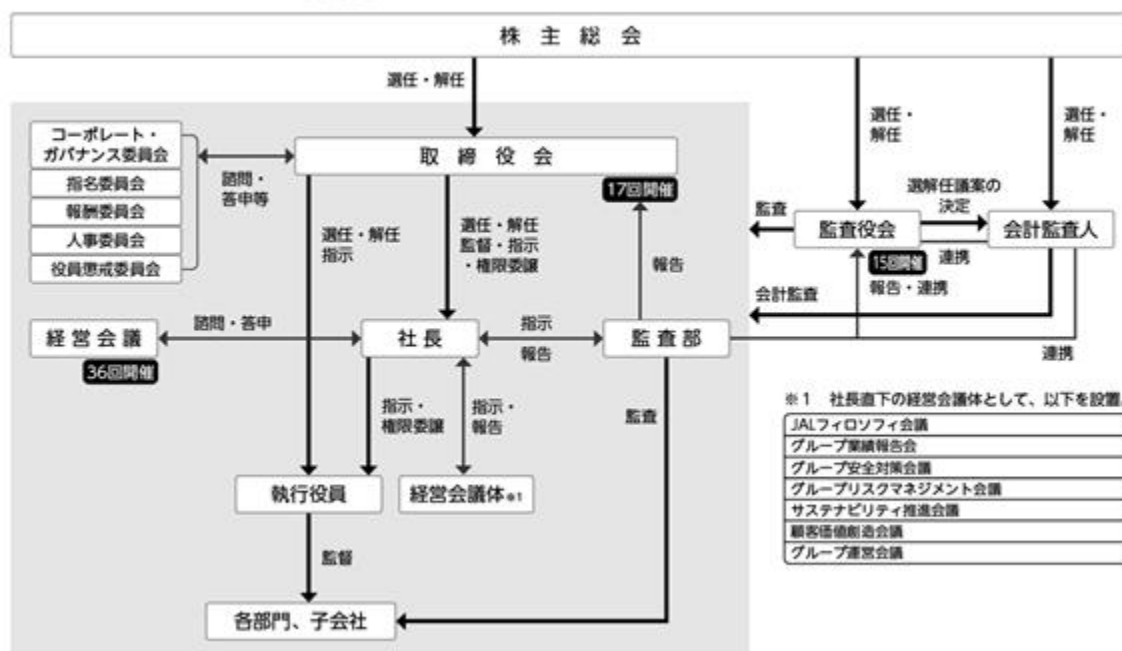 株主総会
選任・解任
選任・
解任
選任・
解任
コーポレート・
ガバナンス委員会
指名委員会
報酬委員会
人事委員会
役員懲戒委員会
諮問・
答申等
取締役会
17回開催
選任・解任
指示
選任・解任
監督・指示
・権限委譲
報告
監査
監査役会
15回開催
選解任議案の
決定
連携
会計監査人
報告・連携
会計監査
経営会議
36回開催
諮問・答申
社長
指示
報告
監査部
連携
指示・
権限委譲
指示・
報告
監査
執行役員
経営会議体※1
監督
各部門、子会社
※1 社長直下の経営会議体として、以下を設置
JALフィロソフィ会議
グループ業績報告会
グループ安全対策会議
グループリスクマネジメント会議
サステナビリティ推進会議
顧客価値創造会議
グループ運営会議